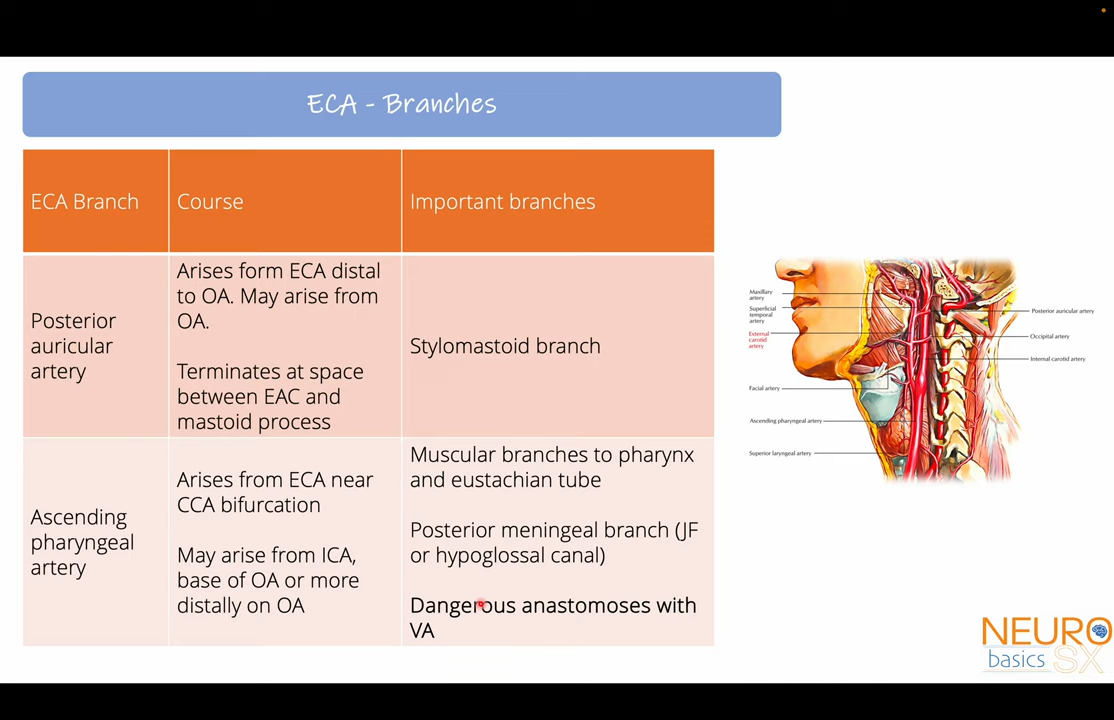 ECA - Branches
ECA Branch
Course
Important branches
Posterior
auricular
artery
Arises form ECA distal
to OA. May arise from
OA.
Terminates at space
between EAC and
mastoid process
Stylomastoid branch
Ascending
pharyngeal
artery
Arises from ECA near
CCA bifurcation
May arise from ICA,
base of OA or more
distally on OA
Muscular branches to pharynx
and eustachian tube
Posterior meningeal branch (JF
or hypoglossal canal)
Dangerous anastomoses with
VA
Maxillary
artery
Superficial
temporal
artery
External
carotid
artery
Facial artery
Ascending pharyngeal artery
Superior laryngeal artery
Posterior auricular artery
Occipital artery
Internal carotid artery
NEURO
basics SX